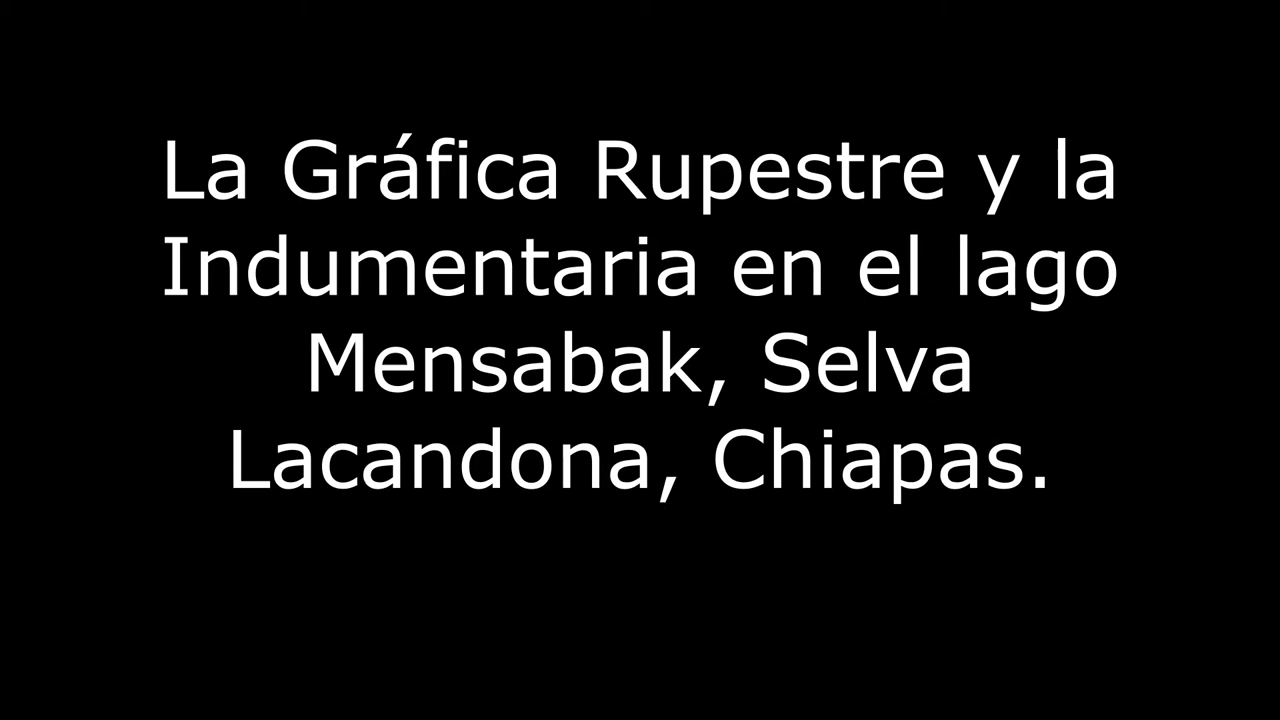 La Gráfica Rupestre y la
Indumentaria en el lago
Mensabak, Selva
Lacandona, Chiapas.